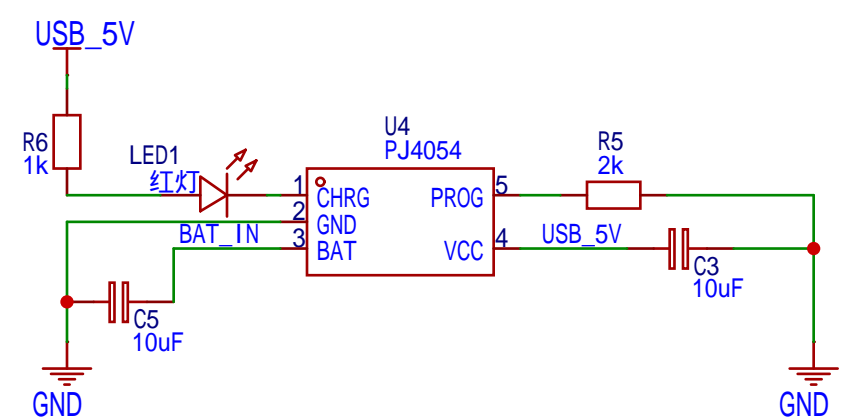 USB_5V
R6
1k
LED1
红灯
U4
PJ4054
R5
2k
1
CHRG
PROG
5
2
GND
BAT_IN
3
BAT
VCC
4
USB_5V
C3
10uF
C5
10uF
GND
GND